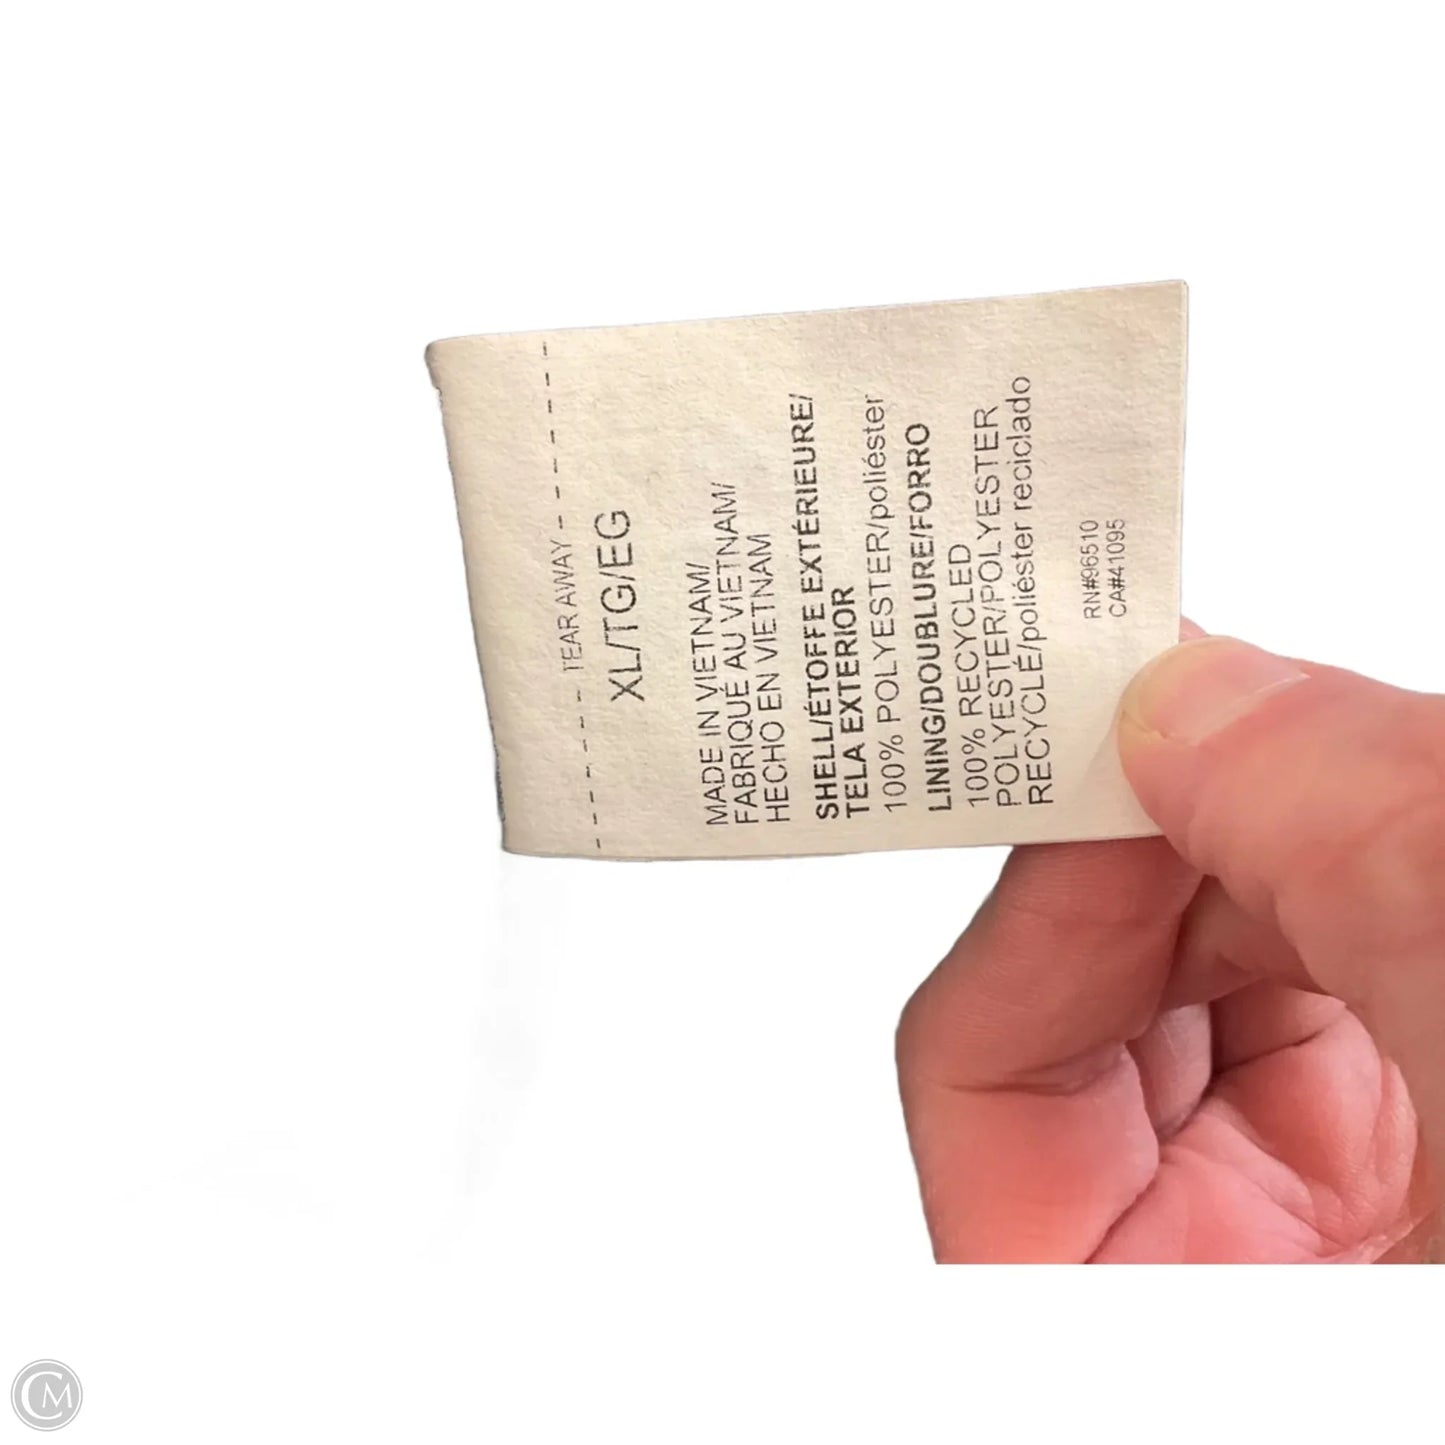 TEAR AWAY
XL/TG/EG
MADE IN VIETNAM/
FABRIQUÉ AU VIETNAM/
HECHO EN VIETNAM
SHELL/ÉTOFFE EXTÉRIEURE/
TELA EXTERIOR
100% POLYESTER/poliéster
LINING/DOUBLURE/FORRO
100% RECYCLED
POLYESTER/POLYESTER
RECYCLÉ/poliéster reciclado
RN#96510
CA#41095
CM